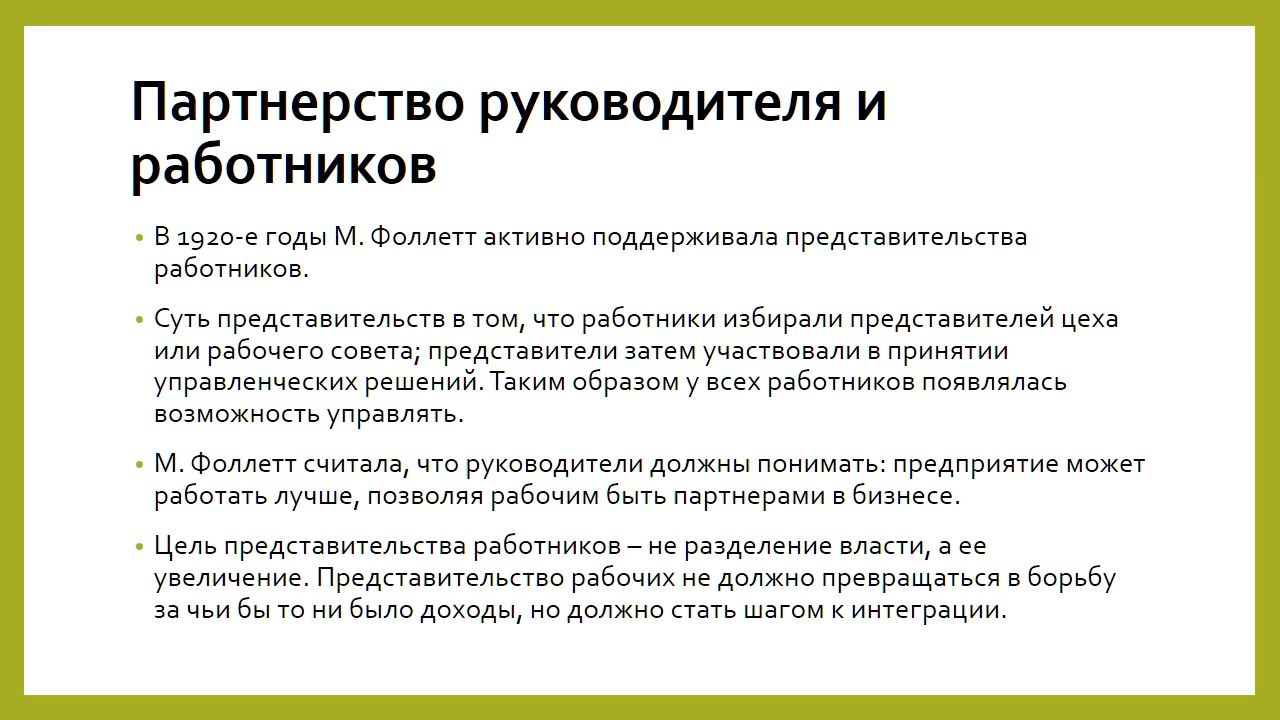 Партнерство руководителя и
работников
• В 1920-е годы М. Фоллетт активно поддерживала представительства
работников.
• Суть представительств в том, что работники избирали представителей цеха
или рабочего совета; представители затем участвовали в принятии
управленческих решений. Таким образом у всех работников появлялась
возможность управлять.
• М. Фоллетт считала, что руководители должны понимать: предприятие может
работать лучше, позволяя рабочим быть партнерами в бизнесе.
• Цель представительства работников – не разделение власти, а ее
увеличение. Представительство рабочих не должно превращаться в борьбу
за чьи бы то ни было доходы, но должно стать шагом к интеграции.